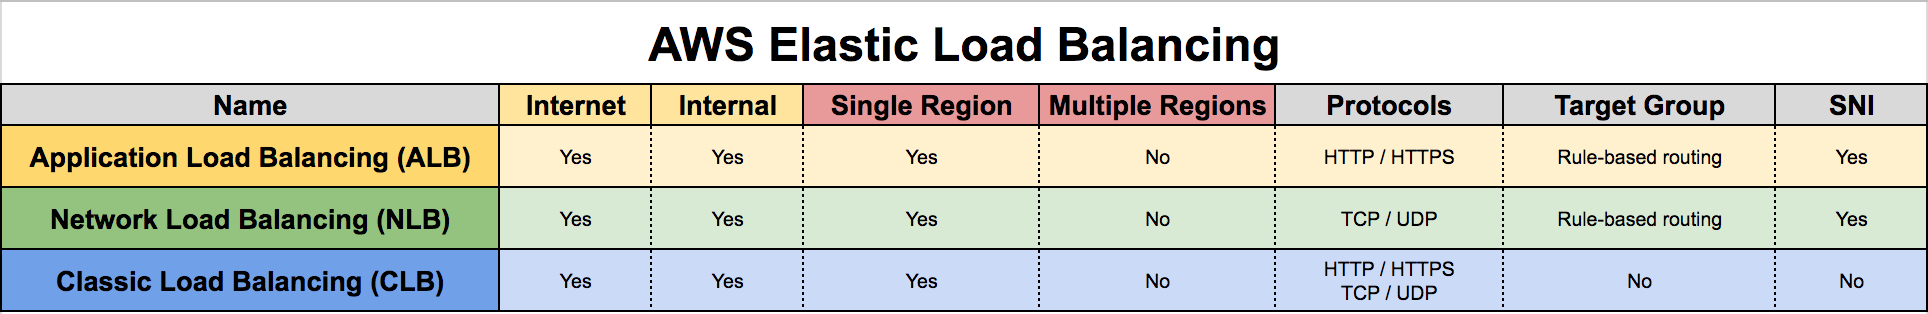 AWS Elastic Load Balancing
Name Internet Internal Single Region Multiple Regions Protocols Target Group SNI
Application Load Balancing (ALB) Yes Yes Yes No HTTP / HTTPS Rule-based routing Yes
Network Load Balancing (NLB) Yes Yes Yes No TCP / UDP Rule-based routing Yes
Classic Load Balancing (CLB) Yes Yes Yes No HTTP / HTTPS No No
TCP / UDP